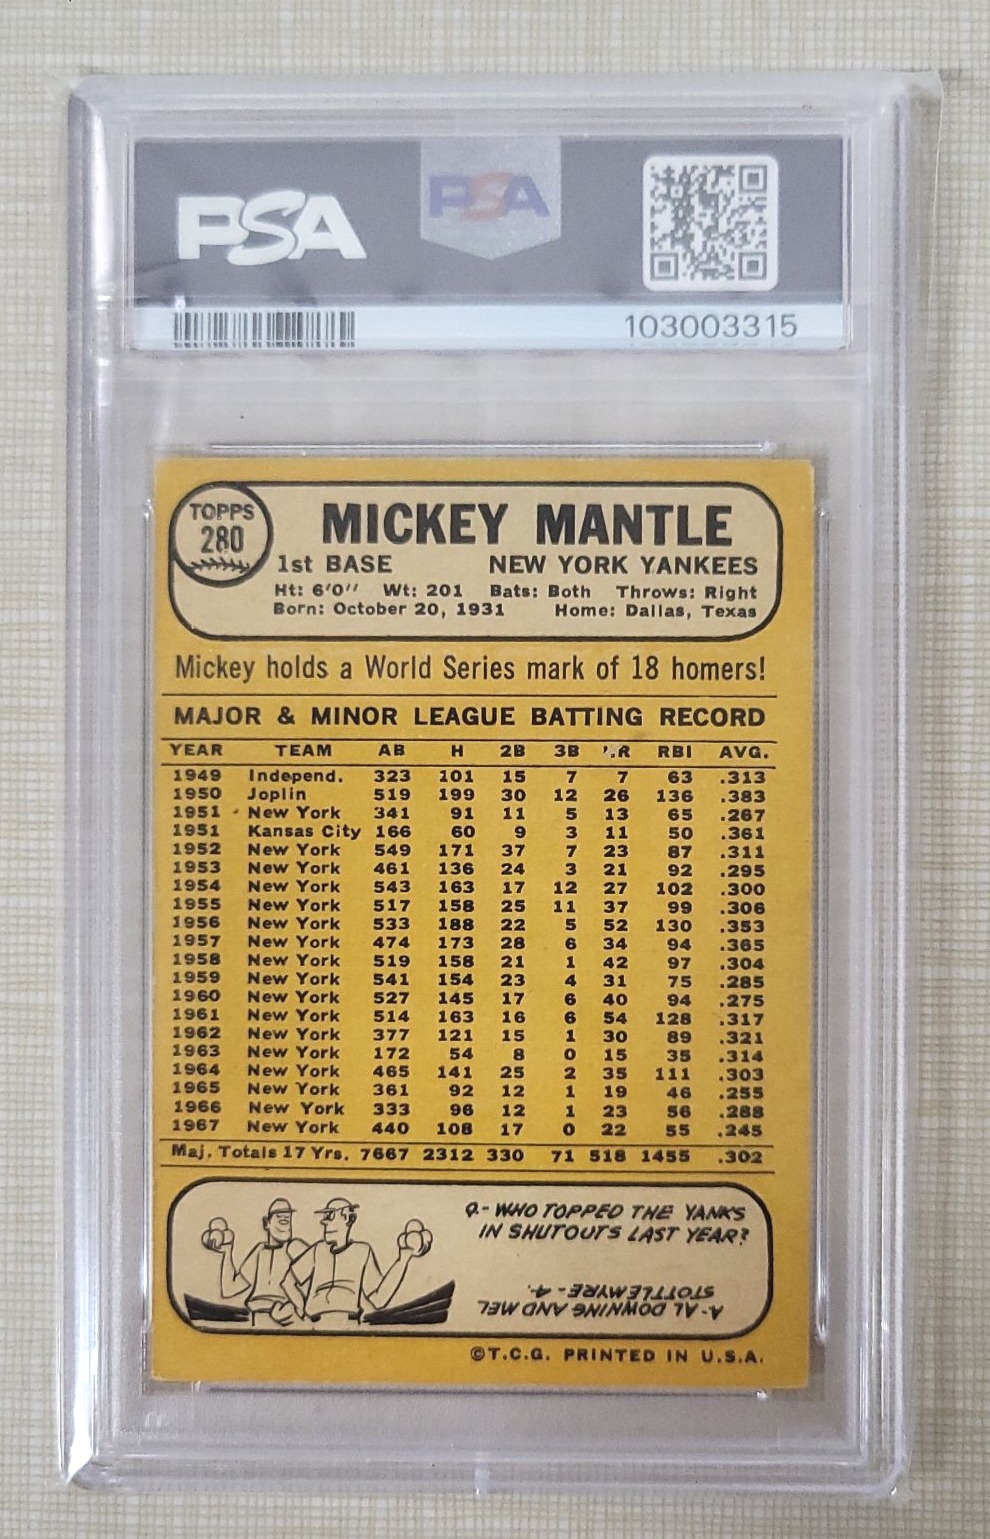 PSA
PSA
103003315
TOPPS
280
MICKEY MANTLE
1st BASE NEW YORK YANKEES
Ht: 6'0" Wt: 201 Bats: Both Throws: Right
Born: October 20, 1931 Home: Dallas, Texas
Mickey holds a World Series mark of 18 homers!
MAJOR & MINOR LEAGUE BATTING RECORD
YEAR TEAM AB H 2B 3B H.R RBI AVG.
1949 Independ. 323 101 15 7 7 63 .313
1950 Joplin 519 199 30 12 26 136 .383
1951 New York 341 91 11 5 13 65 .267
1951 Kansas City 166 60 9 3 11 50 .361
1952 New York 549 171 37 7 23 87 .311
1953 New York 461 136 24 3 21 92 .295
1954 New York 543 163 17 12 27 102 .300
1955 New York 517 158 25 11 37 99 .306
1956 New York 533 188 22 5 52 130 .353
1957 New York 474 173 28 6 34 94 .365
1958 New York 519 158 21 1 42 97 .304
1959 New York 541 154 23 4 31 75 .285
1960 New York 527 145 17 6 40 94 .275
1961 New York 514 163 16 6 54 128 .317
1962 New York 377 121 15 1 30 89 .321
1963 New York 172 54 8 0 15 35 .314
1964 New York 465 141 25 2 35 111 .303
1965 New York 361 92 12 1 19 46 .255
1966 New York 333 96 12 1 23 56 .288
1967 New York 440 108 17 0 22 55 .245
Maj. Totals 17 Yrs. 7667 2312 330 71 518 1455 .302
Q.- WHO TOPPED THE YANKS
IN SHUTOUTS LAST YEAR?
A- AL DOWNING AND MEL
STOTTLEMYRE - 4.
©T.C.G. PRINTED IN U.S.A.